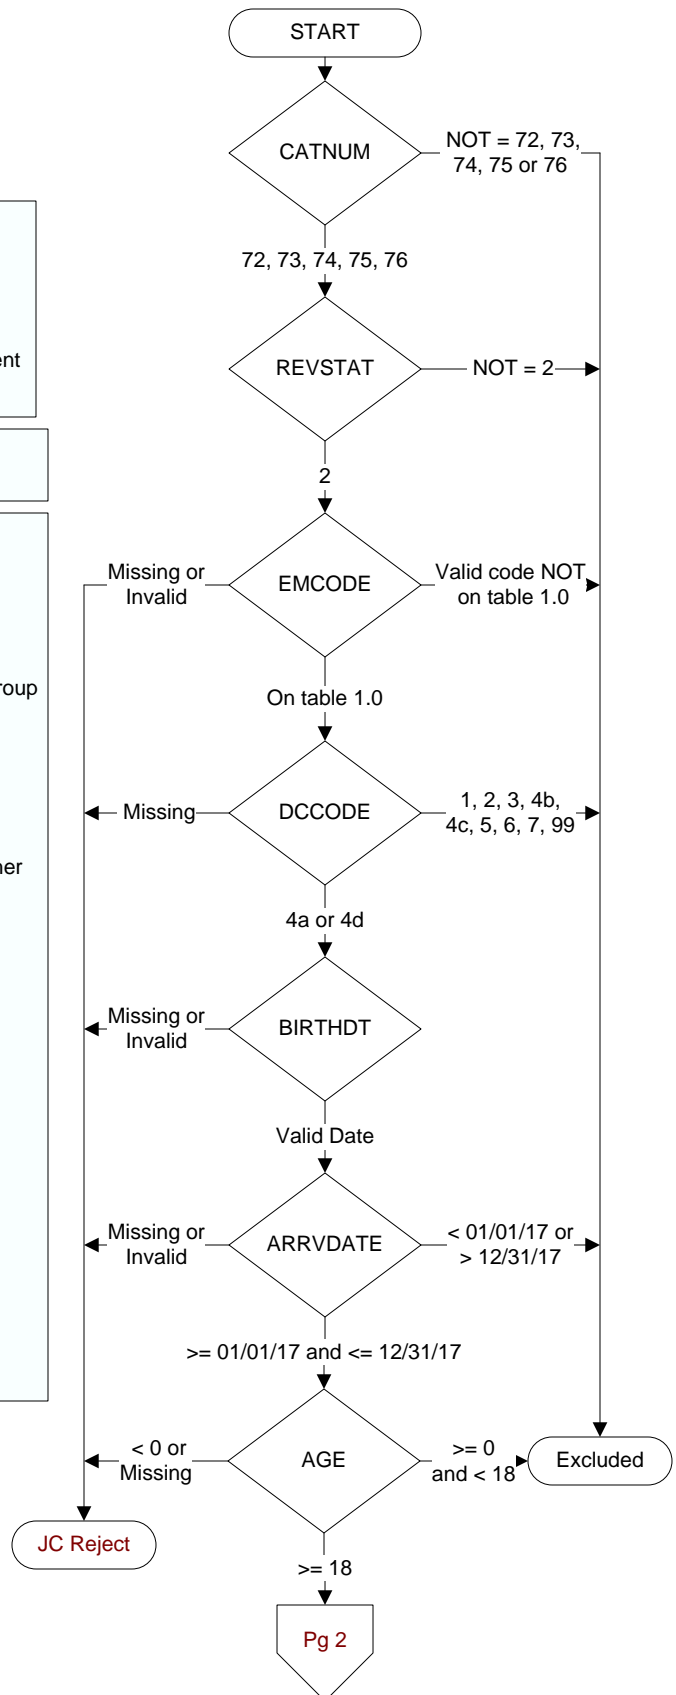 START
CATNUM
NOT = 72, 73,
74, 75 or 76
72, 73, 74, 75, 76
REVSTAT
NOT = 2
2
Missing or
Invalid
EMCODE
Valid code NOT
on table 1.0
On table 1.0
Missing
DCCODE
1, 2, 3, 4b,
4c, 5, 6, 7, 99
4a or 4d
Missing or
Invalid
BIRTHDT
Valid Date
Missing or
Invalid
ARRVDATE
< 01/01/17 or
> 12/31/17
>= 01/01/17 and <= 12/31/17
< 0 or
Missing
AGE
>= 0
and < 18
Excluded
JC Reject
>= 18
Pg 2